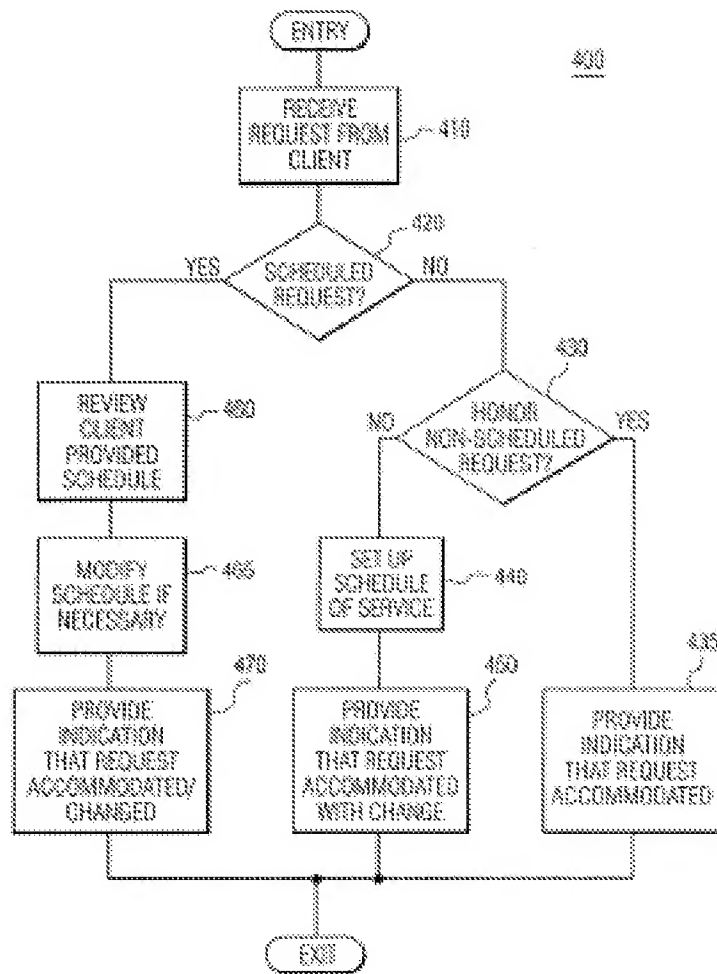 ENTRY
400
RECEIVE
REQUEST FROM
CLIENT
410
420
YES
SCHEDULED
REQUEST?
NO
430
REVIEW
CLIENT
PROVIDED
SCHEDULE
460
NO
HONOR
NON-SCHEDULED
REQUEST?
YES
MODIFY
SCHEDULE IF
NECESSARY
465
SET UP
SCHEDULE
OF SERVICE
440
470
450
435
PROVIDE
INDICATION
THAT REQUEST
ACCOMMODATED/
CHANGED
PROVIDE
INDICATION
THAT REQUEST
ACCOMMODATED
WITH CHANGE
PROVIDE
INDICATION
THAT REQUEST
ACCOMMODATED
EXIT